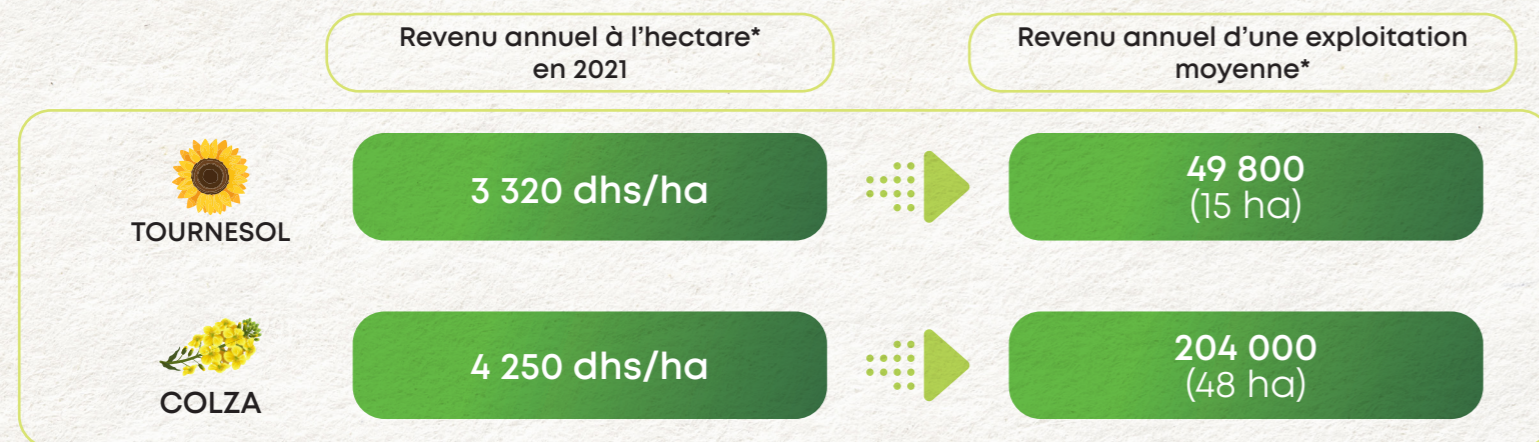 Revenu annuel à l’hectare*
en 2021
Revenu annuel d’une exploitation
moyenne*
TOURNESOL
3 320 dhs/ha
49 800
(15 ha)
COLZA
4 250 dhs/ha
204 000
(48 ha)